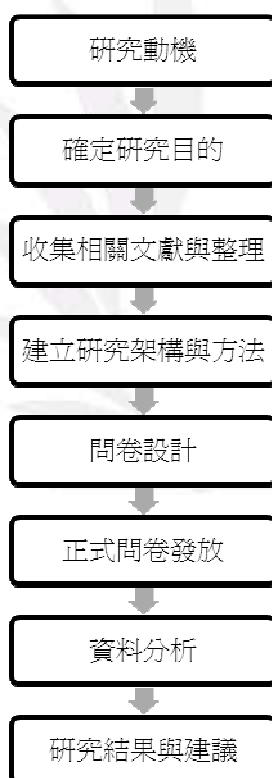 研究動機
確定研究目的
收集相關文獻與整理
建立研究架構與方法
問卷設計
正式問卷發放
資料分析
研究結果與建議